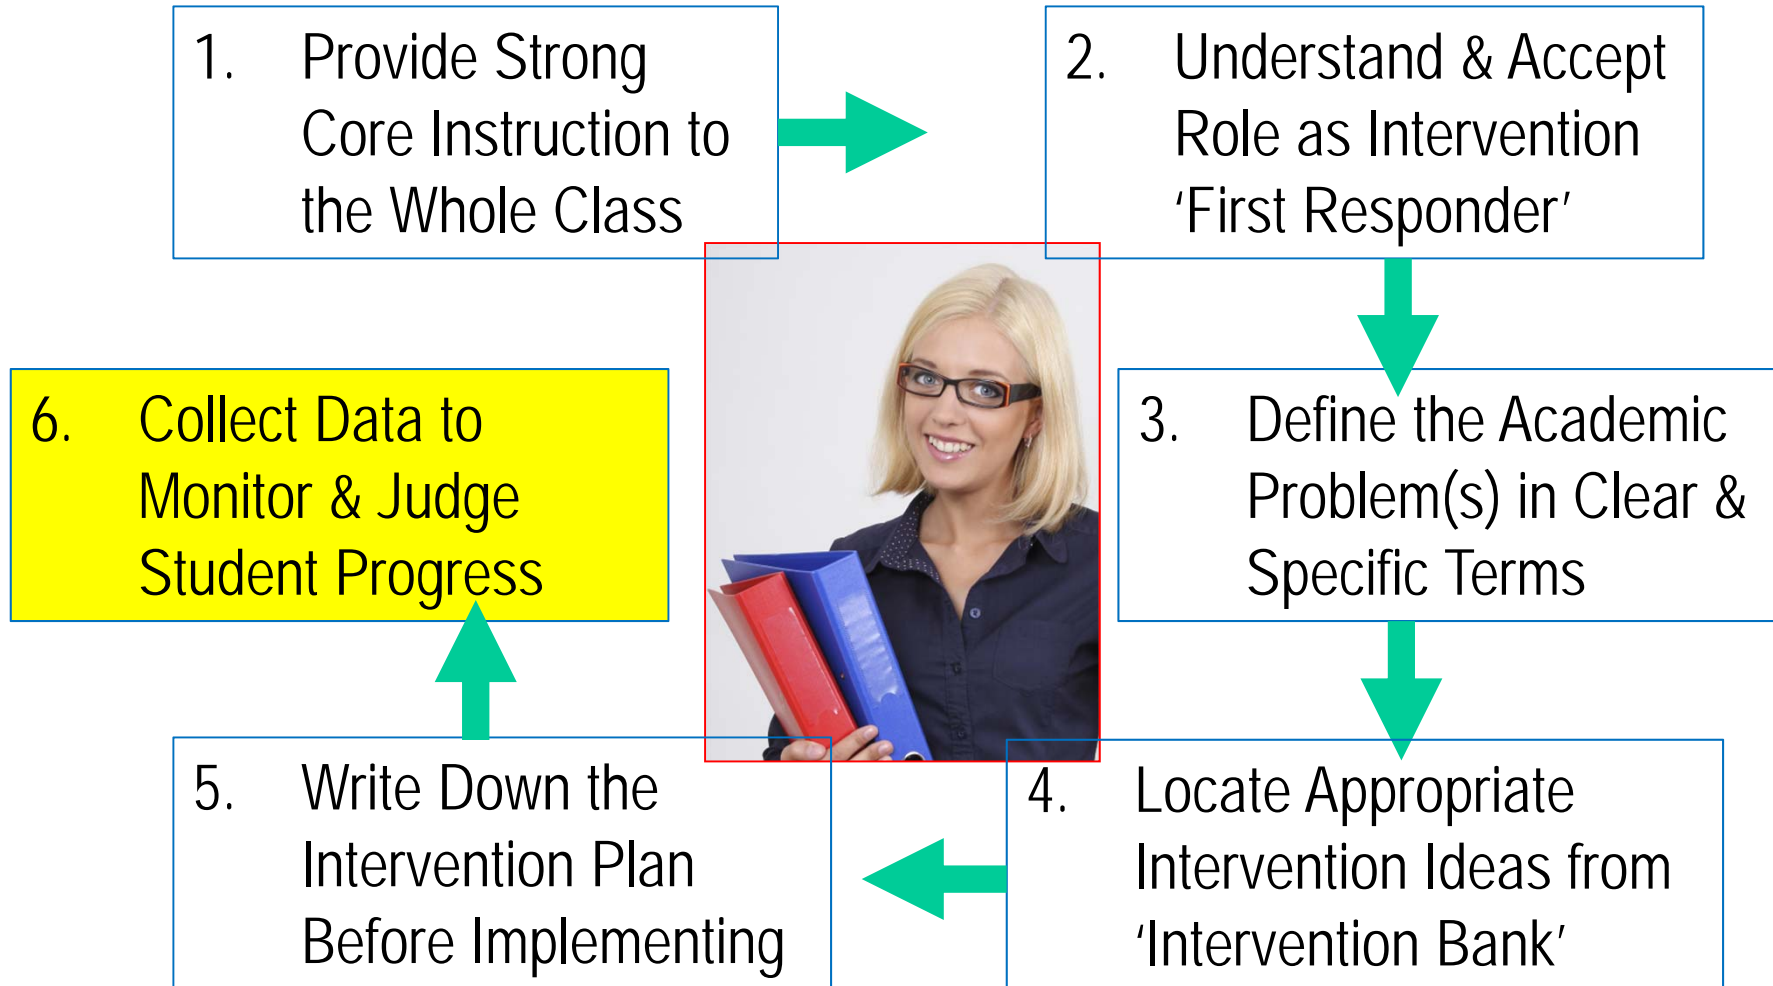 1. Provide Strong
Core Instruction to
the Whole Class
2. Understand & Accept
Role as Intervention
‘First Responder’
3. Define the Academic
Problem(s) in Clear &
Specific Terms
4. Locate Appropriate
Intervention Ideas from
‘Intervention Bank’
5. Write Down the
Intervention Plan
Before Implementing
6. Collect Data to
Monitor & Judge
Student Progress